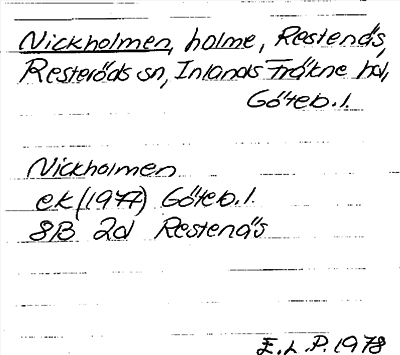 Nickholmen, holme, Restenäs,
Resteröds sn, Inlands Fräkne hd,
Göteb. l.
Nickholmen
ek (1977) Göteb. l.
8B 2d Restenäs
E. L. P. 1978